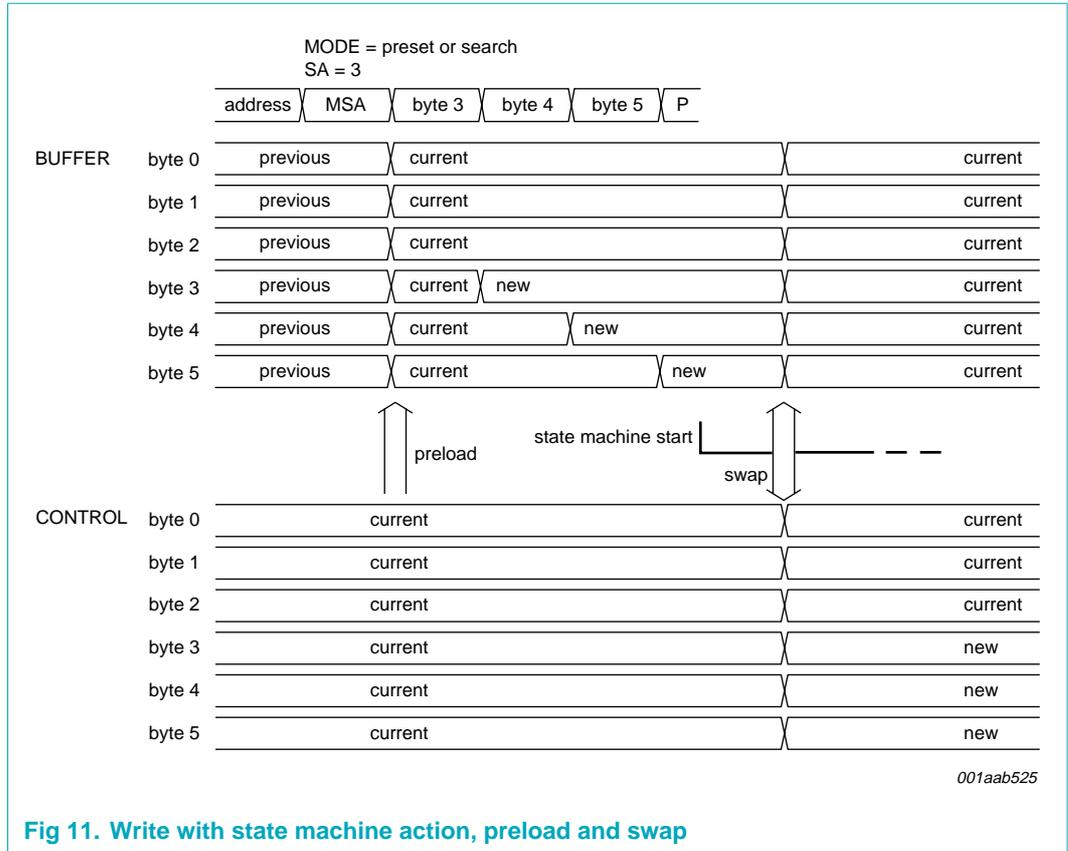 MODE = preset or search
SA = 3
address MSA byte 3 byte 4 byte 5 P
BUFFER byte 0 previous current current
byte 1 previous current current
byte 2 previous current current
byte 3 previous current new current
byte 4 previous current new current
byte 5 previous current new current
preload state machine start
swap
CONTROL byte 0 current current
byte 1 current current
byte 2 current current
byte 3 current new
byte 4 current new
byte 5 current new
001aab525
Fig 11. Write with state machine action, preload and swap